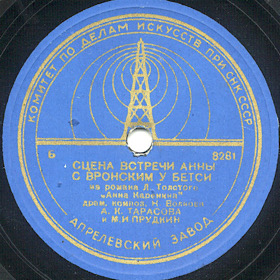 КОМИТЕТ ПО ДЕЛАМ ИСКУССТВ ПРИ СНК СССР
Б 8281
СЦЕНА ВСТРЕЧИ АННЫ
С ВРОНСКИМ У БЕТСИ
из романа Л. Толстого
„Анна Каренина"
драм. композ. Н. Волкова
А. К. ТАРАСОВА
и М. И ПРУДКИН
АПРЕЛЕВСКИЙ ЗАВОД